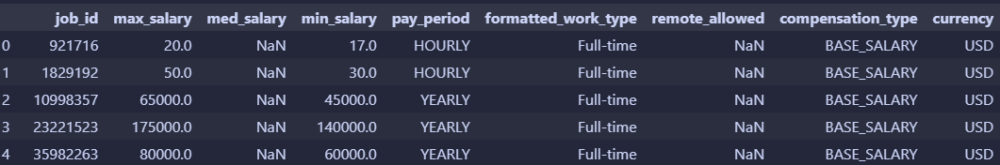 job_id max_salary med_salary min_salary pay_period formatted_work_type remote_allowed compensation_type currency
0 921716 20.0 NaN 17.0 HOURLY Full-time NaN BASE_SALARY USD
1 1829192 50.0 NaN 30.0 HOURLY Full-time NaN BASE_SALARY USD
2 10998357 65000.0 NaN 45000.0 YEARLY Full-time NaN BASE_SALARY USD
3 23221523 175000.0 NaN 140000.0 YEARLY Full-time NaN BASE_SALARY USD
4 35982263 80000.0 NaN 60000.0 YEARLY Full-time NaN BASE_SALARY USD